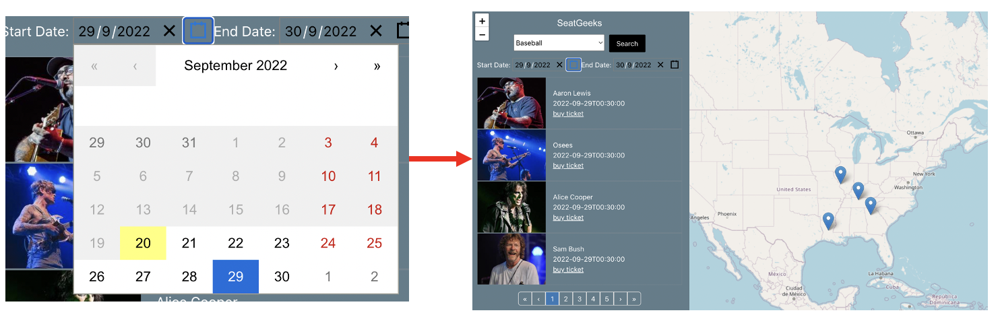 Start Date: 29/9/2022 End Date: 30/9/2022
« ‹ September 2022 › »
29 30 31 1 2 3 4
5 6 7 8 9 10 11
12 13 14 15 16 17 18
19 20 21 22 23 24 25
26 27 28 29 30 1 2
Alice Cooper
+
−
SeatGeeks
Baseball
Search
Start Date: 29/9/2022 End Date: 30/9/2022
Aaron Lewis
2022-09-29T00:30:00
buy ticket
Osees
2022-09-29T00:30:00
buy ticket
Alice Cooper
2022-09-29T00:30:00
buy ticket
Sam Bush
2022-09-29T00:30:00
buy ticket
« ‹ 1 2 3 4 5 › »
Ottawa
New York
Washington
United States
Phoenix
Angeles
La Habana
Cuba
México
Ciudad
de México
República
Dominicana